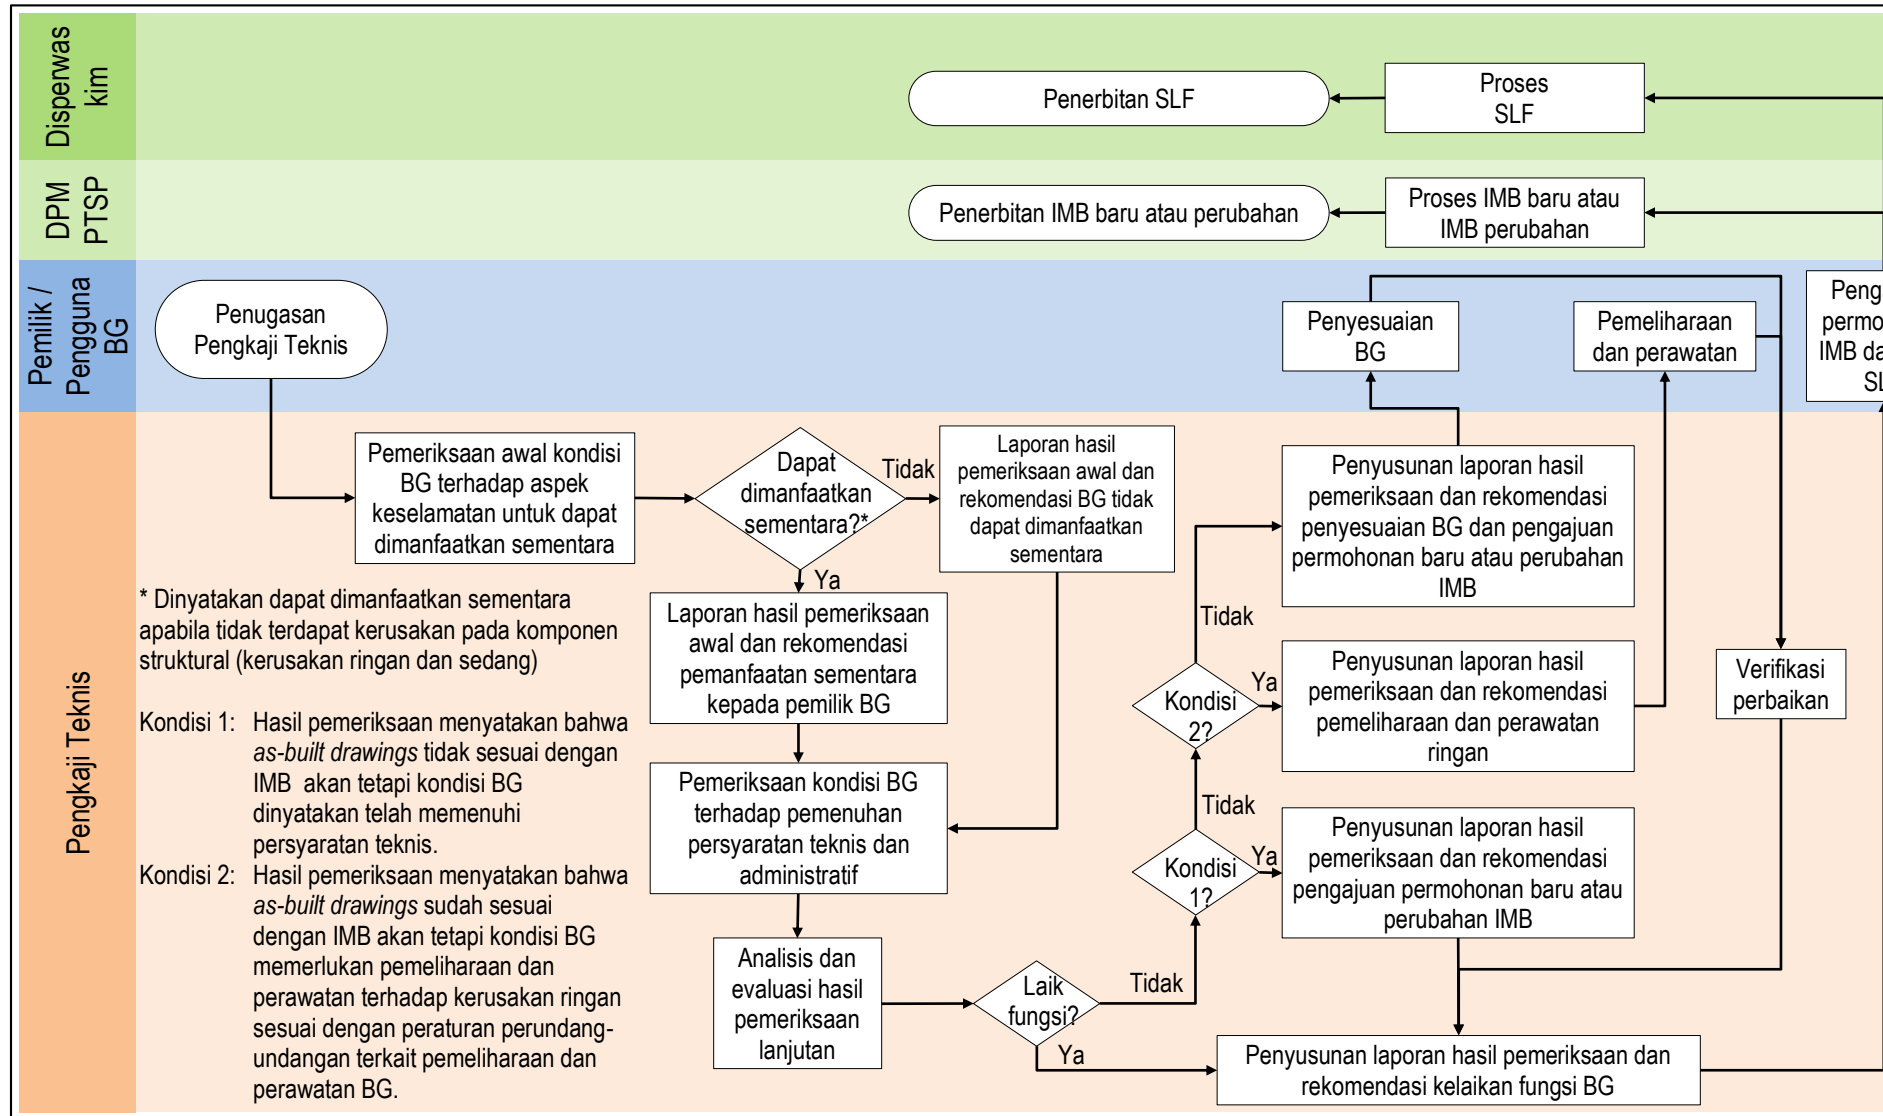 Disperwas
kim
Penerbitan SLF
Proses
SLF
DPM
PTSP
Penerbitan IMB baru atau perubahan
Proses IMB baru atau
IMB perubahan
Pemilik /
Pengguna
BG
Penugasan
Pengkaji Teknis
Penyesuaian
BG
Pemeliharaan
dan perawatan
Peng
permo
IMB da
SL
Pengkaji Teknis
Pemeriksaan awal kondisi
BG terhadap aspek
keselamatan untuk dapat
dimanfaatkan sementara
Dapat
dimanfaatkan
sementara?*
Tidak
Laporan hasil
pemeriksaan awal dan
rekomendasi BG tidak
dapat dimanfaatkan
sementara
Ya
Laporan hasil pemeriksaan
awal dan rekomendasi
pemanfaatan sementara
kepada pemilik BG
* Dinyatakan dapat dimanfaatkan sementara
apabila tidak terdapat kerusakan pada komponen
struktural (kerusakan ringan dan sedang)
Kondisi 1: Hasil pemeriksaan menyatakan bahwa
as-built drawings tidak sesuai dengan
IMB akan tetapi kondisi BG
dinyatakan telah memenuhi
persyaratan teknis.
Kondisi 2: Hasil pemeriksaan menyatakan bahwa
as-built drawings sudah sesuai
dengan IMB akan tetapi kondisi BG
memerlukan pemeliharaan dan
perawatan terhadap kerusakan ringan
sesuai dengan peraturan perundang-
undangan terkait pemeliharaan dan
perawatan BG.
Pemeriksaan kondisi BG
terhadap pemenuhan
persyaratan teknis dan
administratif
Analisis dan
evaluasi hasil
pemeriksaan
lanjutan
Laik
fungsi?
Tidak
Ya
Kondisi
1?
Ya
Tidak
Kondisi
2?
Ya
Tidak
Penyusunan laporan hasil
pemeriksaan dan rekomendasi
penyesuaian BG dan pengajuan
permohonan baru atau perubahan
IMB
Penyusunan laporan hasil
pemeriksaan dan rekomendasi
pemeliharaan dan perawatan
ringan
Verifikasi
perbaikan
Penyusunan laporan hasil
pemeriksaan dan rekomendasi
pengajuan permohonan baru atau
perubahan IMB
Penyusunan laporan hasil pemeriksaan dan
rekomendasi kelaikan fungsi BG